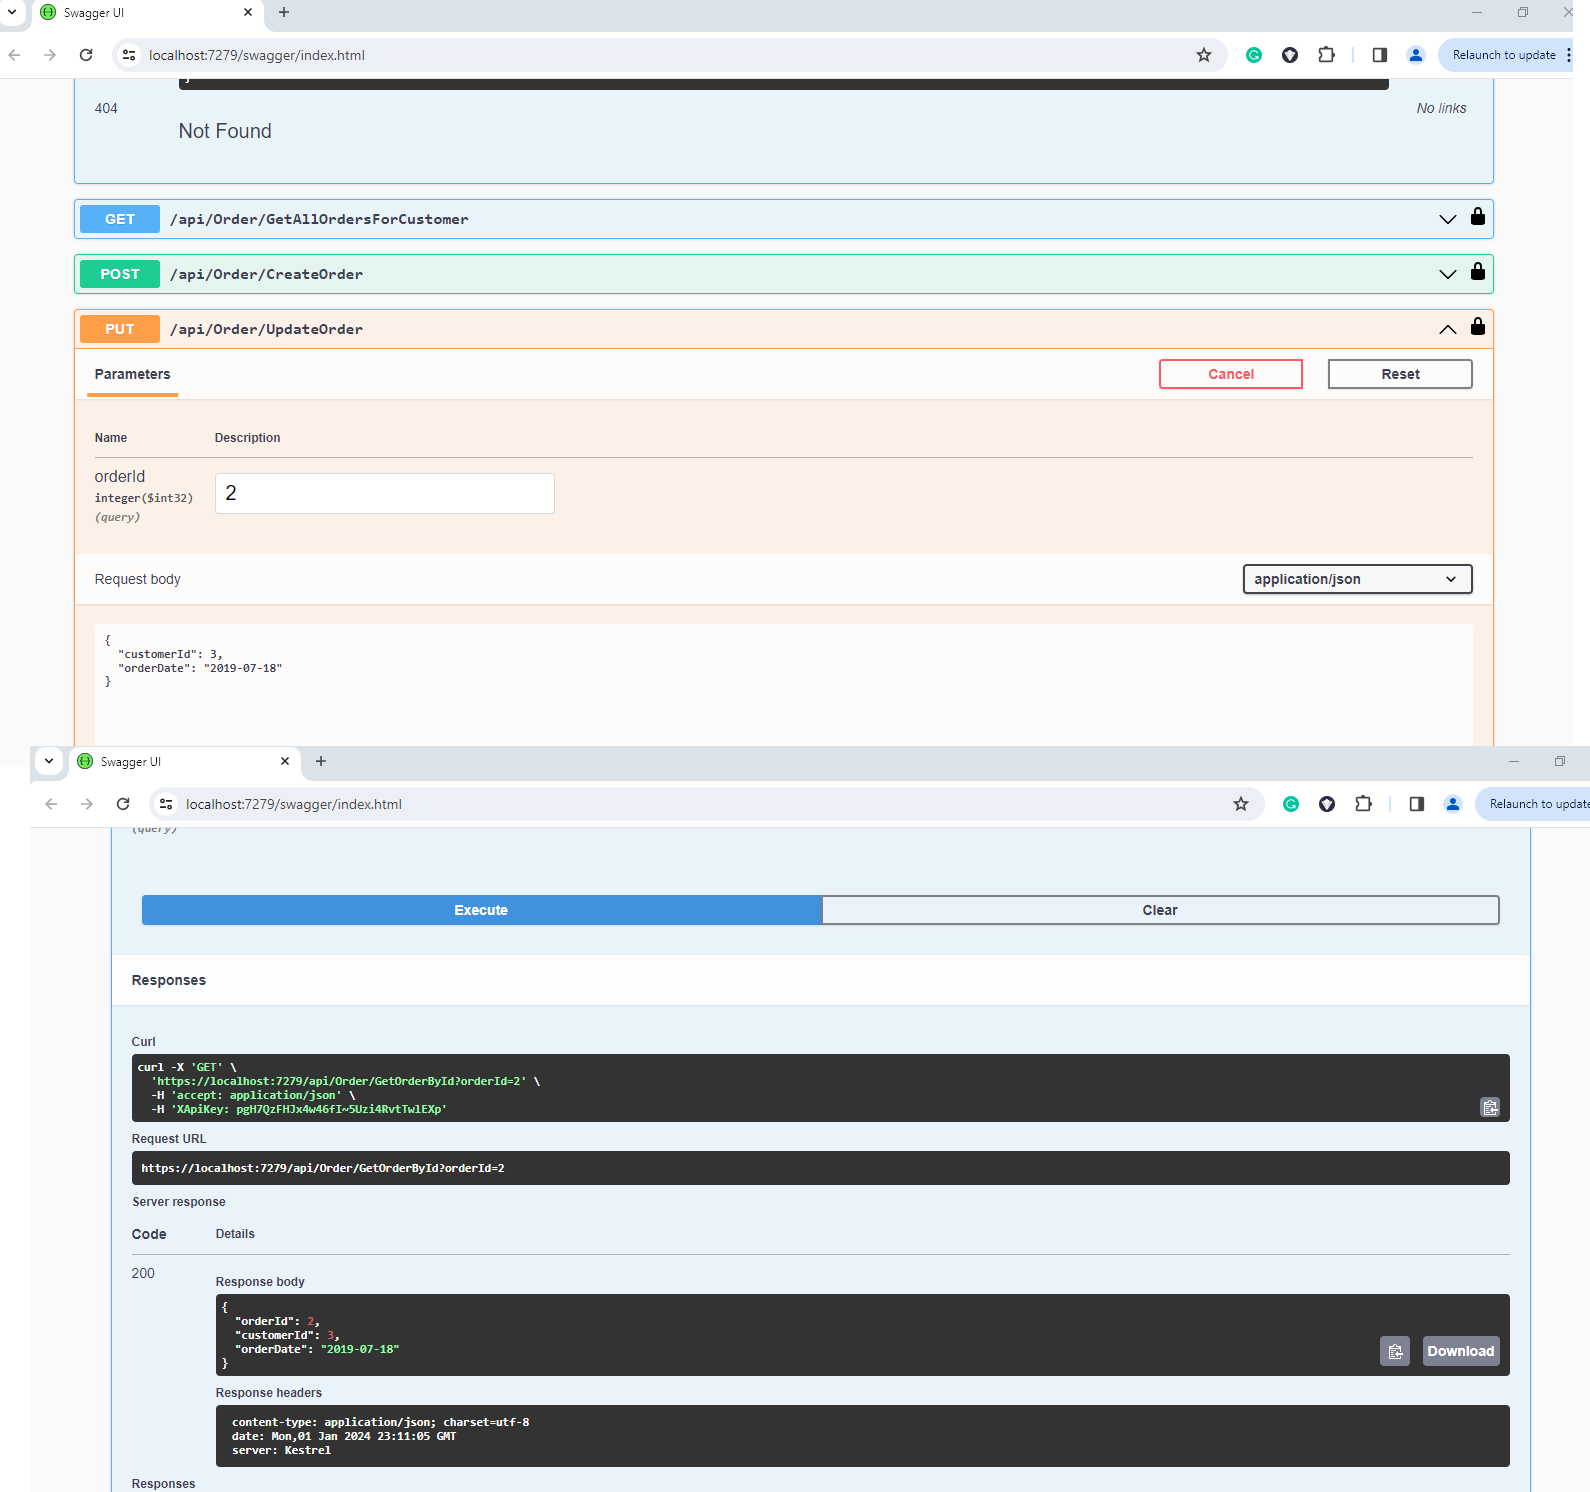 Swagger UI
localhost:7279/swagger/index.html
Relaunch to update
404
No links
Not Found
GET /api/Order/GetAllOrdersForCustomer
POST /api/Order/CreateOrder
PUT /api/Order/UpdateOrder
Parameters
Cancel
Reset
Name Description
orderId
integer($int32)
(query)
2
Request body
application/json
{
"customerId": 3,
"orderDate": "2019-07-18"
}
Swagger UI
localhost:7279/swagger/index.html
Relaunch to update
(query)
Execute
Clear
Responses
Curl
curl -X 'GET' \
'https://localhost:7279/api/Order/GetOrderById?orderId=2' \
-H 'accept: application/json' \
-H 'XApiKey: pgH7QzFHJx4w46fI~5Uzi4RvtTwlEXp'
Request URL
https://localhost:7279/api/Order/GetOrderById?orderId=2
Server response
Code Details
200
Response body
{
"orderId": 2,
"customerId": 3,
"orderDate": "2019-07-18"
}
Download
Response headers
content-type: application/json; charset=utf-8
date: Mon,01 Jan 2024 23:11:05 GMT
server: Kestrel
Responses